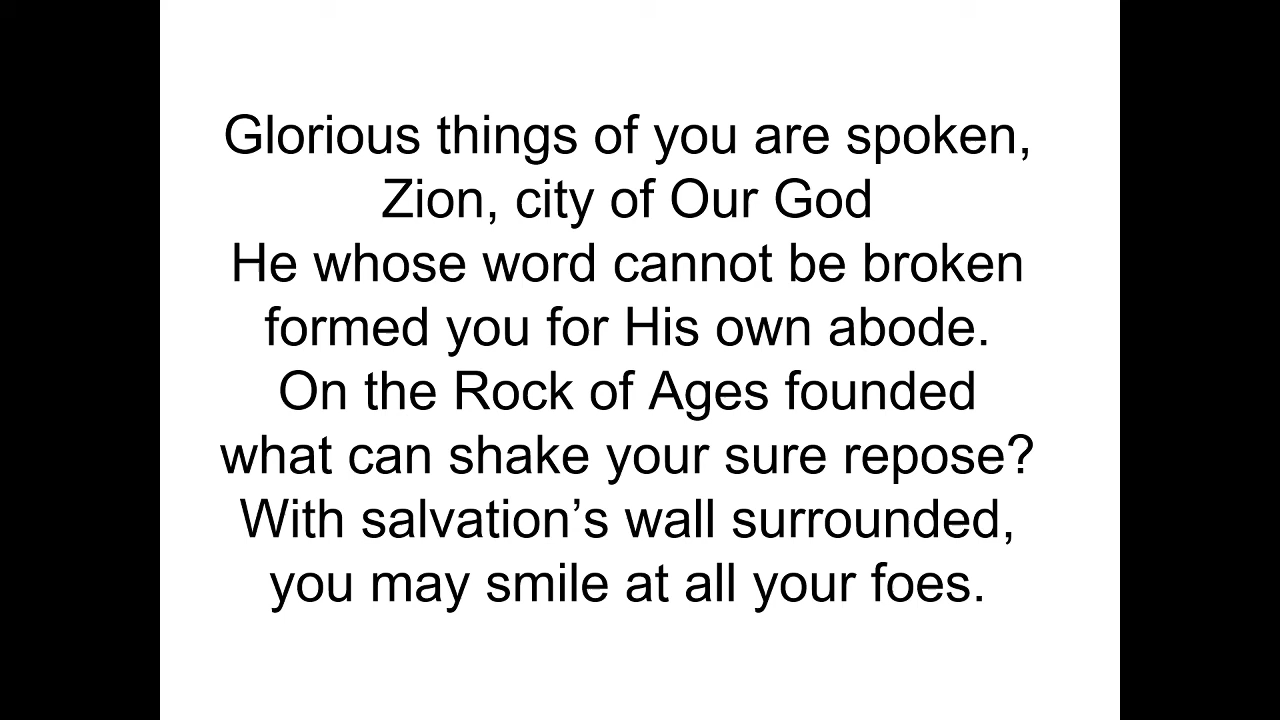 Glorious things of you are spoken,
Zion, city of Our God
He whose word cannot be broken
formed you for His own abode.
On the Rock of Ages founded
what can shake your sure repose?
With salvation’s wall surrounded,
you may smile at all your foes.